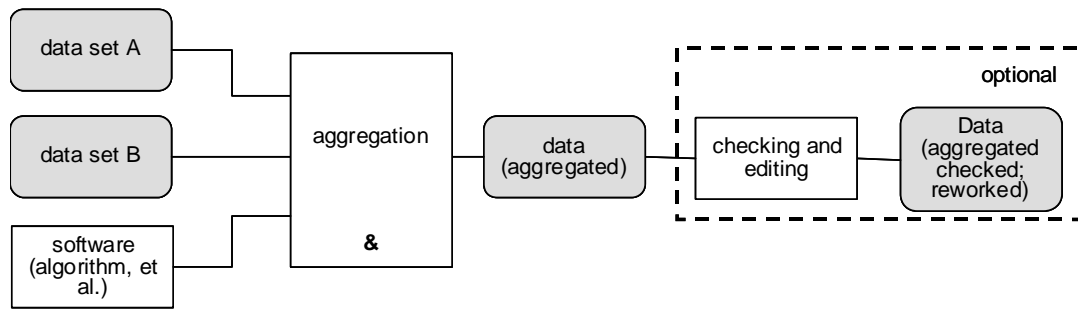 data set A
data set B
software
(algorithm, et
al.)
aggregation
&
data
(aggregated)
optional
checking and
editing
Data
(aggregated
checked;
reworked)